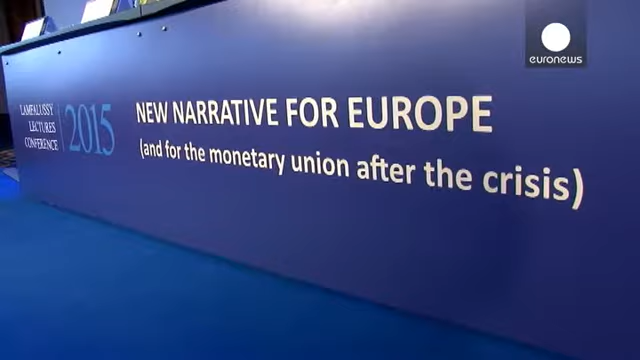 euronews
LAMFALUSSY
LECTURES
CONFERENCE
2015
NEW NARRATIVE FOR EUROPE
(and for the monetary union after the crisis)